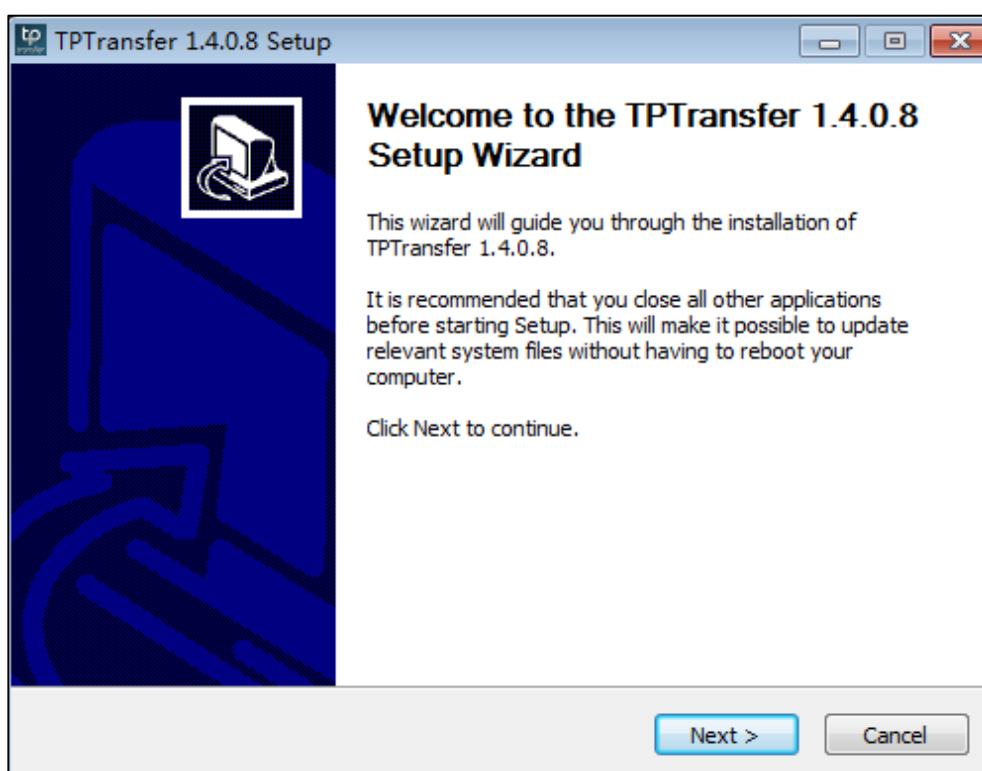 tp
TPTransfer 1.4.0.8 Setup
Welcome to the TPTransfer 1.4.0.8
Setup Wizard
This wizard will guide you through the installation of
TPTransfer 1.4.0.8.
It is recommended that you close all other applications
before starting Setup. This will make it possible to update
relevant system files without having to reboot your
computer.
Click Next to continue.
Next >
Cancel